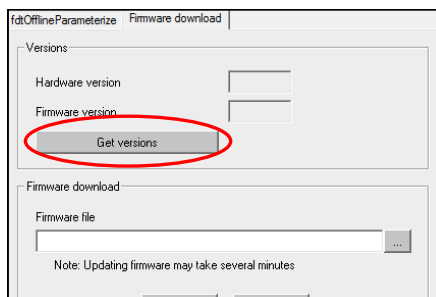 fdtOfflineParameterize Firmware download
Versions
Hardware version
Firmware version
Get versions
Firmware download
Firmware file
...
Note: Updating firmware may take several minutes